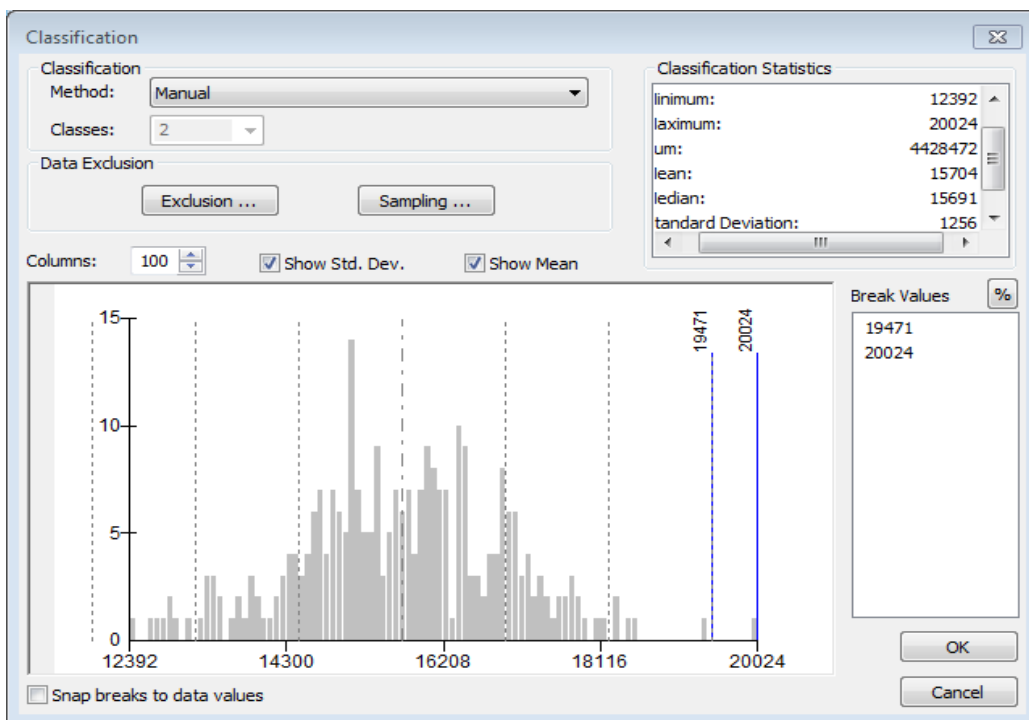 Classification
Classification
Method: Manual
Classes: 2
Data Exclusion
Exclusion ...
Sampling ...
Classification Statistics
linimum: 12392
laximum: 20024
um: 4428472
lean: 15704
ledian: 15691
tandard Deviation: 1256
Columns: 100 Show Std. Dev. Show Mean
Break Values %
19471
20024
15
10
5
0
19471
20024
12392 14300 16208 18116 20024
Snap breaks to data values
OK
Cancel